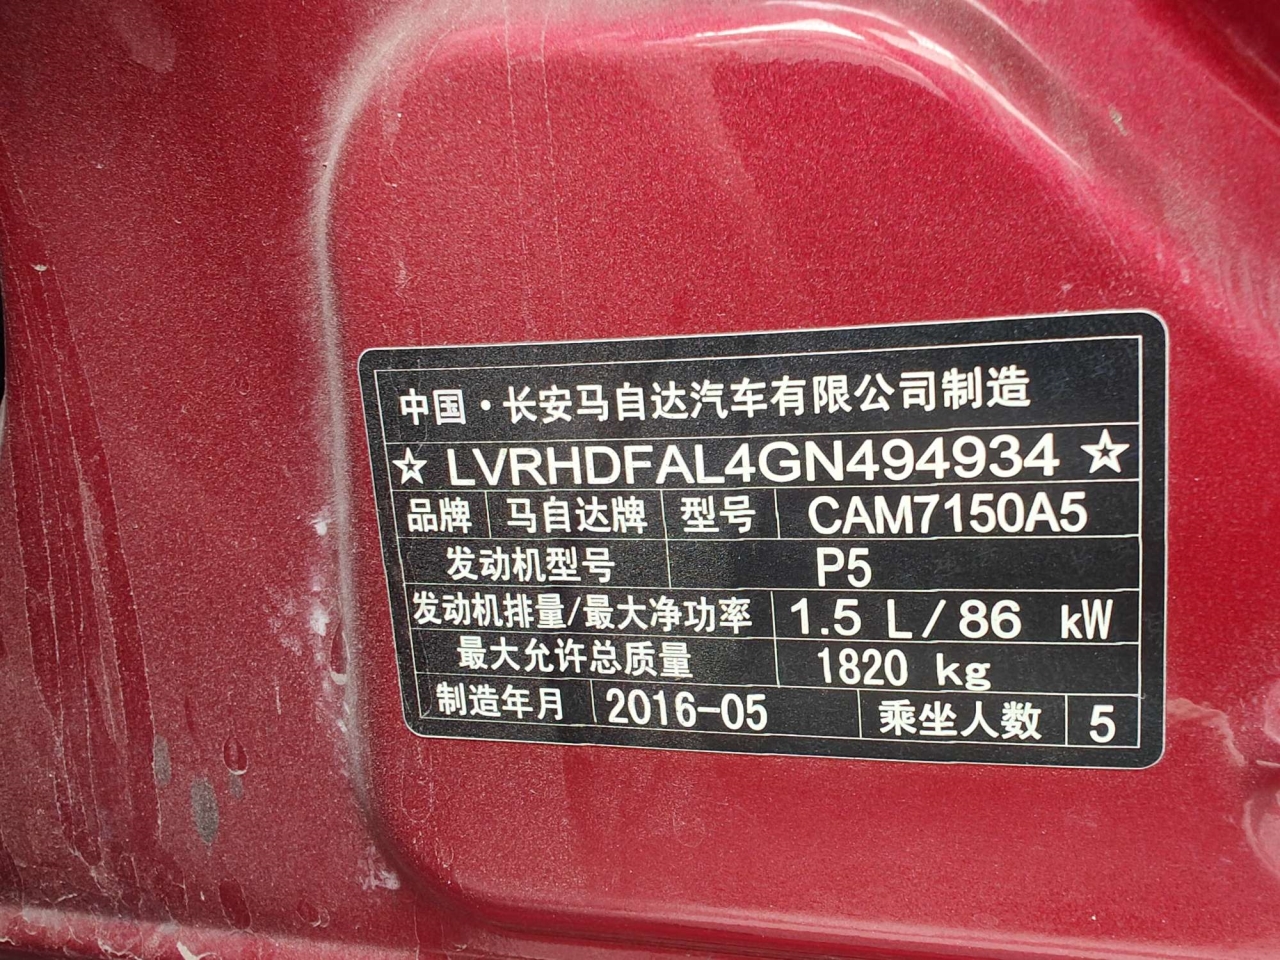 中国·长安马自达汽车有限公司制造
☆ LVRHDFAL4GN494934 ☆
品牌 马自达牌 型号 CAM7150A5
发动机型号 P5
发动机排量/最大净功率 1.5 L/86 kW
最大允许总质量 1820 kg
制造年月 2016-05 乘坐人数 5